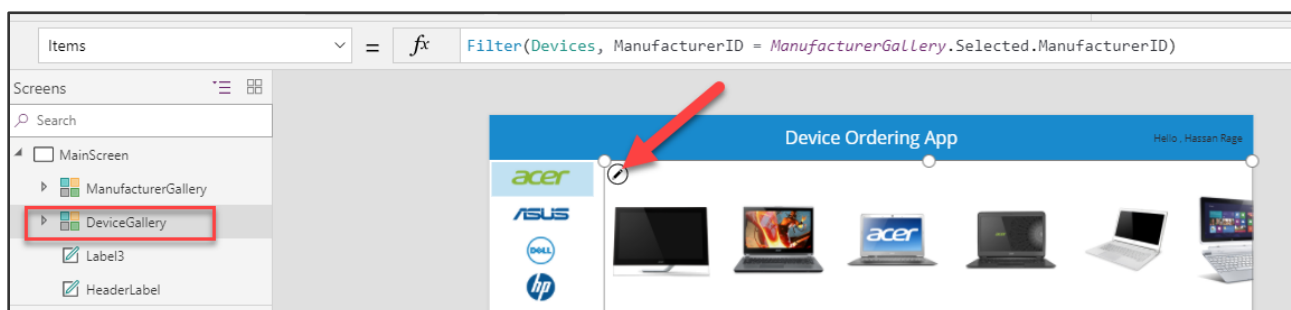 Items = fx Filter(Devices, ManufacturerID = ManufacturerGallery.Selected.ManufacturerID)
Screens
Search
MainScreen
ManufacturerGallery
DeviceGallery
Label3
HeaderLabel
Device Ordering App
Hello , Hassan Rage
acer
ASUS
DELL
hp
acer